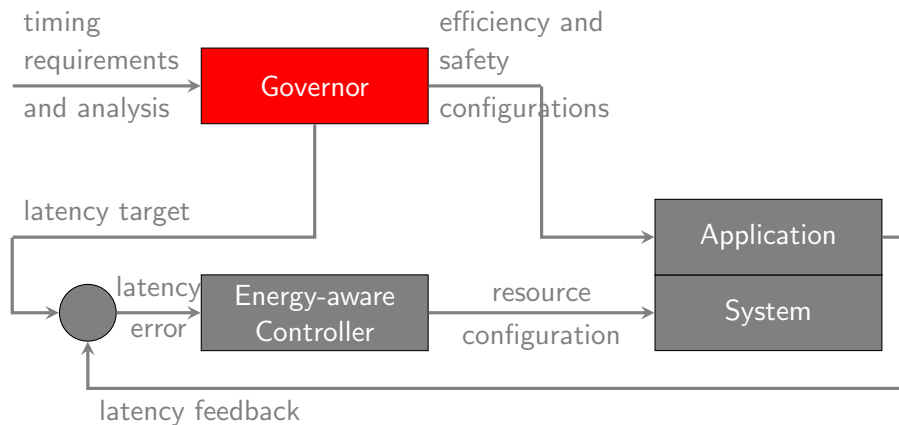 timing
requirements
and analysis
Governor
efficiency and
safety
configurations
latency target
Application
latency
error
Energy-aware
Controller
resource
configuration
System
latency feedback